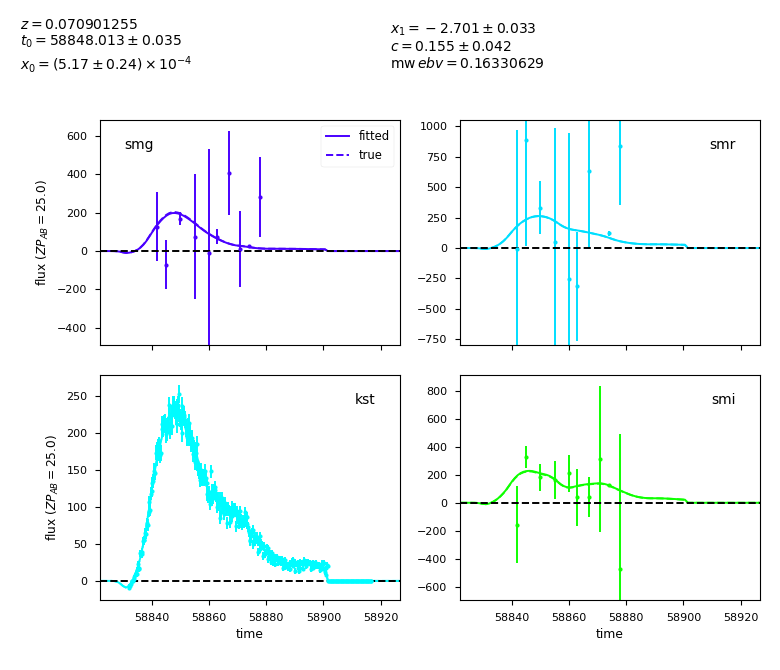 z = 0.070901255
t₀ = 58848.013 ± 0.035
x₀ = (5.17 ± 0.24) × 10⁻⁴
x₁ = −2.701 ± 0.033
c = 0.155 ± 0.042
mw ebv = 0.16330629
smg
fitted
true
600
400
200
0
−200
−400
flux (ZP_AB = 25.0)
smr
1000
750
500
250
0
−250
−500
−750
kst
250
200
150
100
50
0
flux (ZP_AB = 25.0)
58840 58860 58880 58900 58920
time
smi
800
600
400
200
0
−200
−400
−600
58840 58860 58880 58900 58920
time